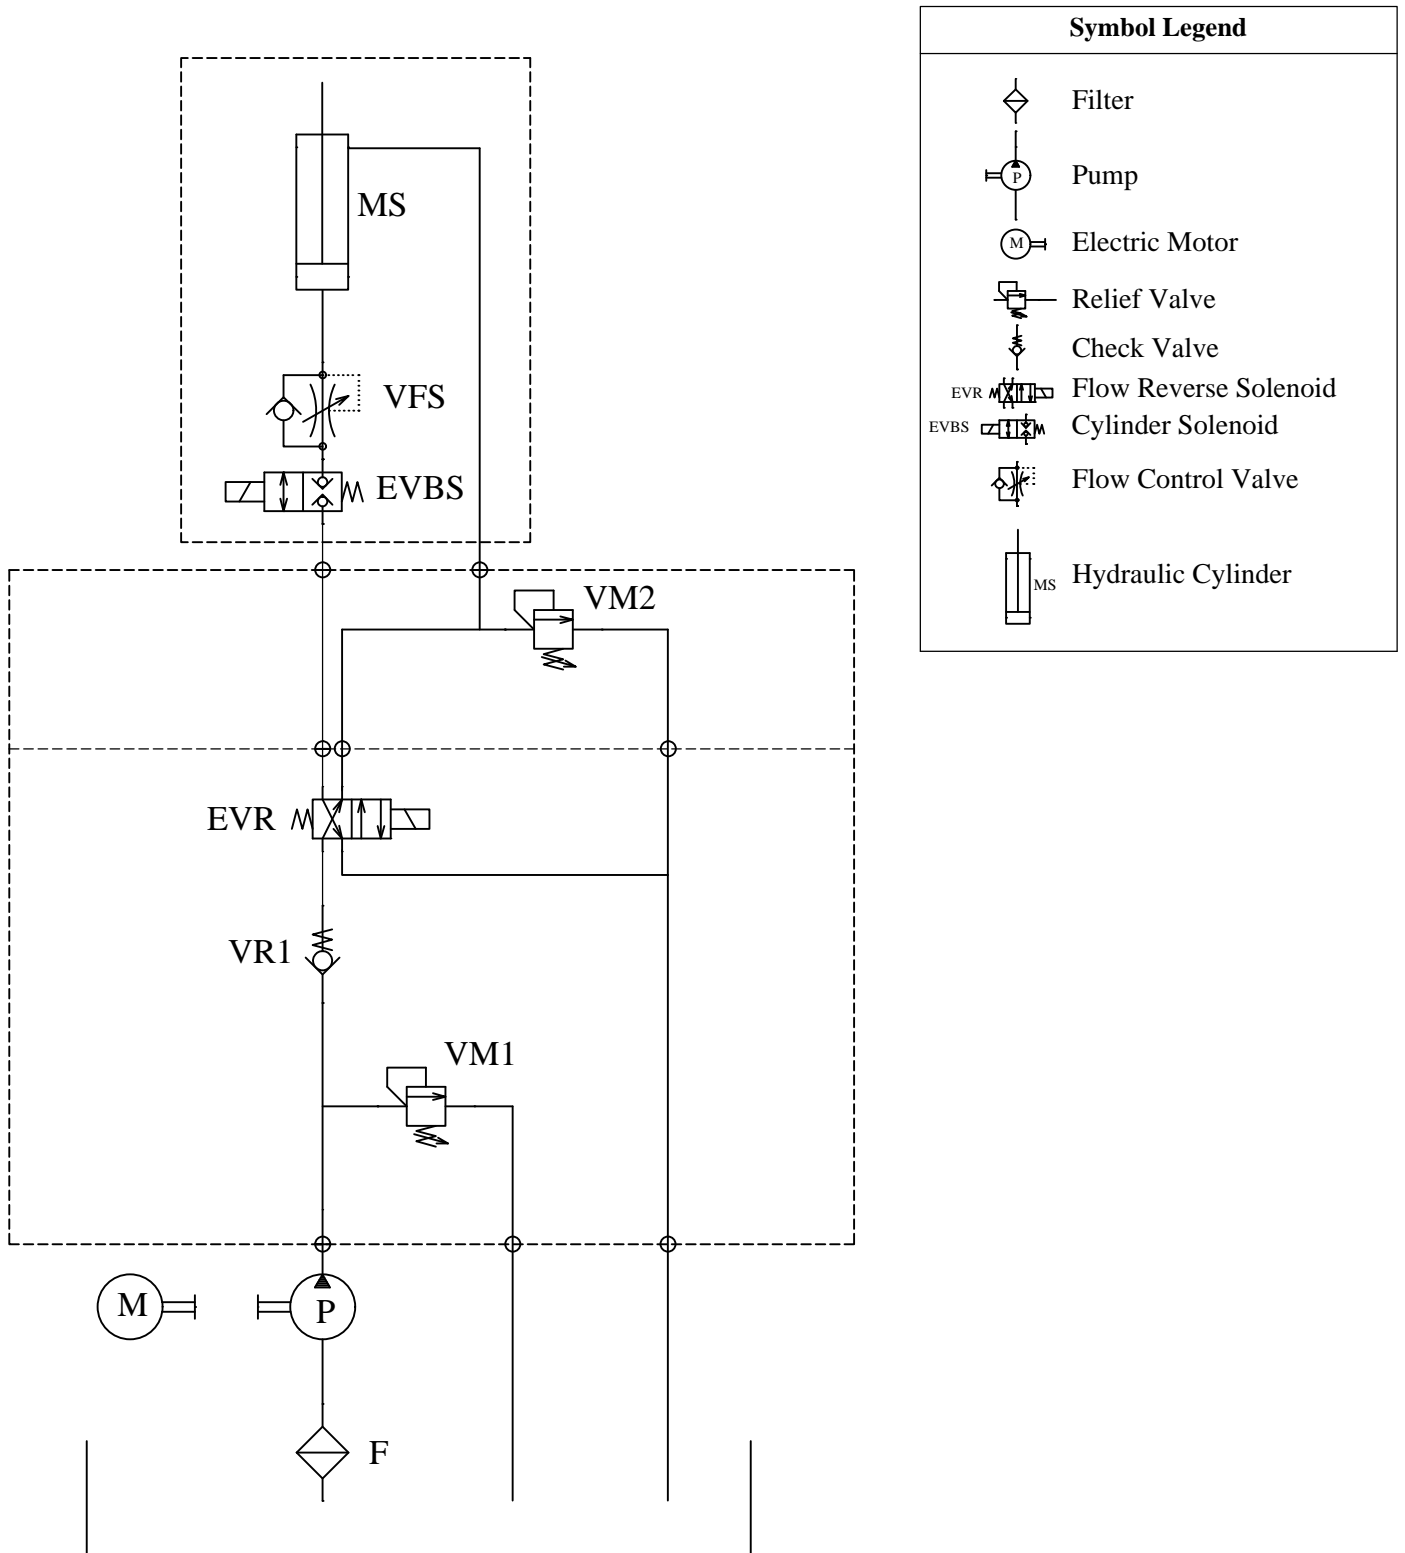 Symbol Legend
Filter
P
Pump
M
Electric Motor
Relief Valve
Check Valve
EVR
Flow Reverse Solenoid
EVBS
Cylinder Solenoid
Flow Control Valve
MS
Hydraulic Cylinder
MS
VFS
EVBS
VM2
EVR
VR1
VM1
M
P
F